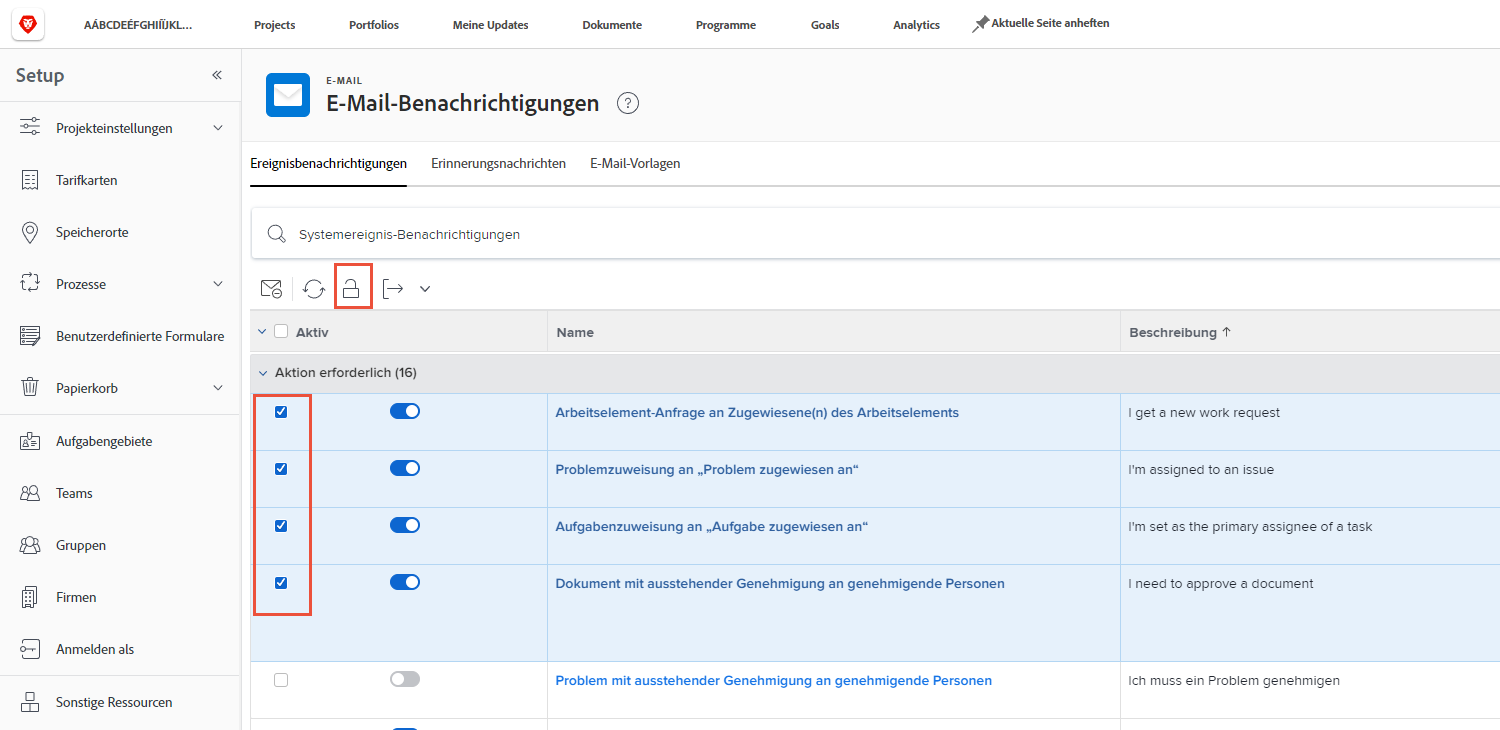 AÁBCDEÉFGHIÍÏJKL... Projects Portfolios Meine Updates Dokumente Programme Goals Analytics Aktuelle Seite anheften
Setup
Projekteinstellungen
Tarifkarten
Speicherorte
Prozesse
Benutzerdefinierte Formulare
Papierkorb
Aufgabengebiete
Teams
Gruppen
Firmen
Anmelden als
Sonstige Ressourcen
E-MAIL
E-Mail-Benachrichtigungen ?
Ereignisbenachrichtigungen Erinnerungsnachrichten E-Mail-Vorlagen
Systemereignis-Benachrichtigungen
Aktiv Name Beschreibung ↑
Aktion erforderlich (16)
Arbeitselement-Anfrage an Zugewiesene(n) des Arbeitselements I get a new work request
Problemzuweisung an „Problem zugewiesen an“ I'm assigned to an issue
Aufgabenzuweisung an „Aufgabe zugewiesen an“ I'm set as the primary assignee of a task
Dokument mit ausstehender Genehmigung an genehmigende Personen I need to approve a document
Problem mit ausstehender Genehmigung an genehmigende Personen Ich muss ein Problem genehmigen